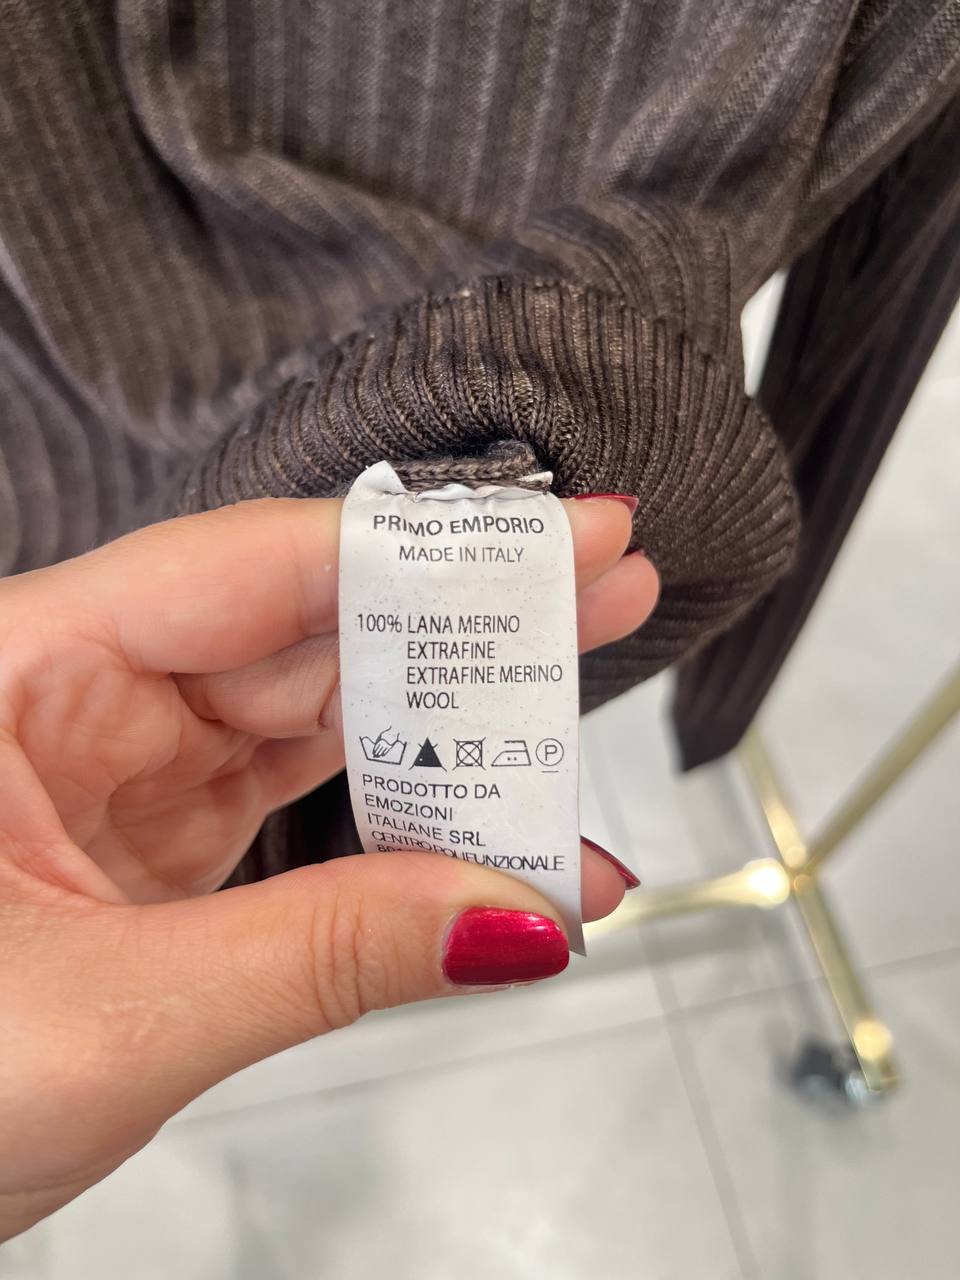 PRIMO EMPORIO
MADE IN ITALY
100% LANA MERINO
EXTRAFINE
EXTRAFINE MERINO
WOOL
P
PRODOTTO DA
EMOZIONI
ITALIANE SRL
CENTRO POLIFUNZIONALE